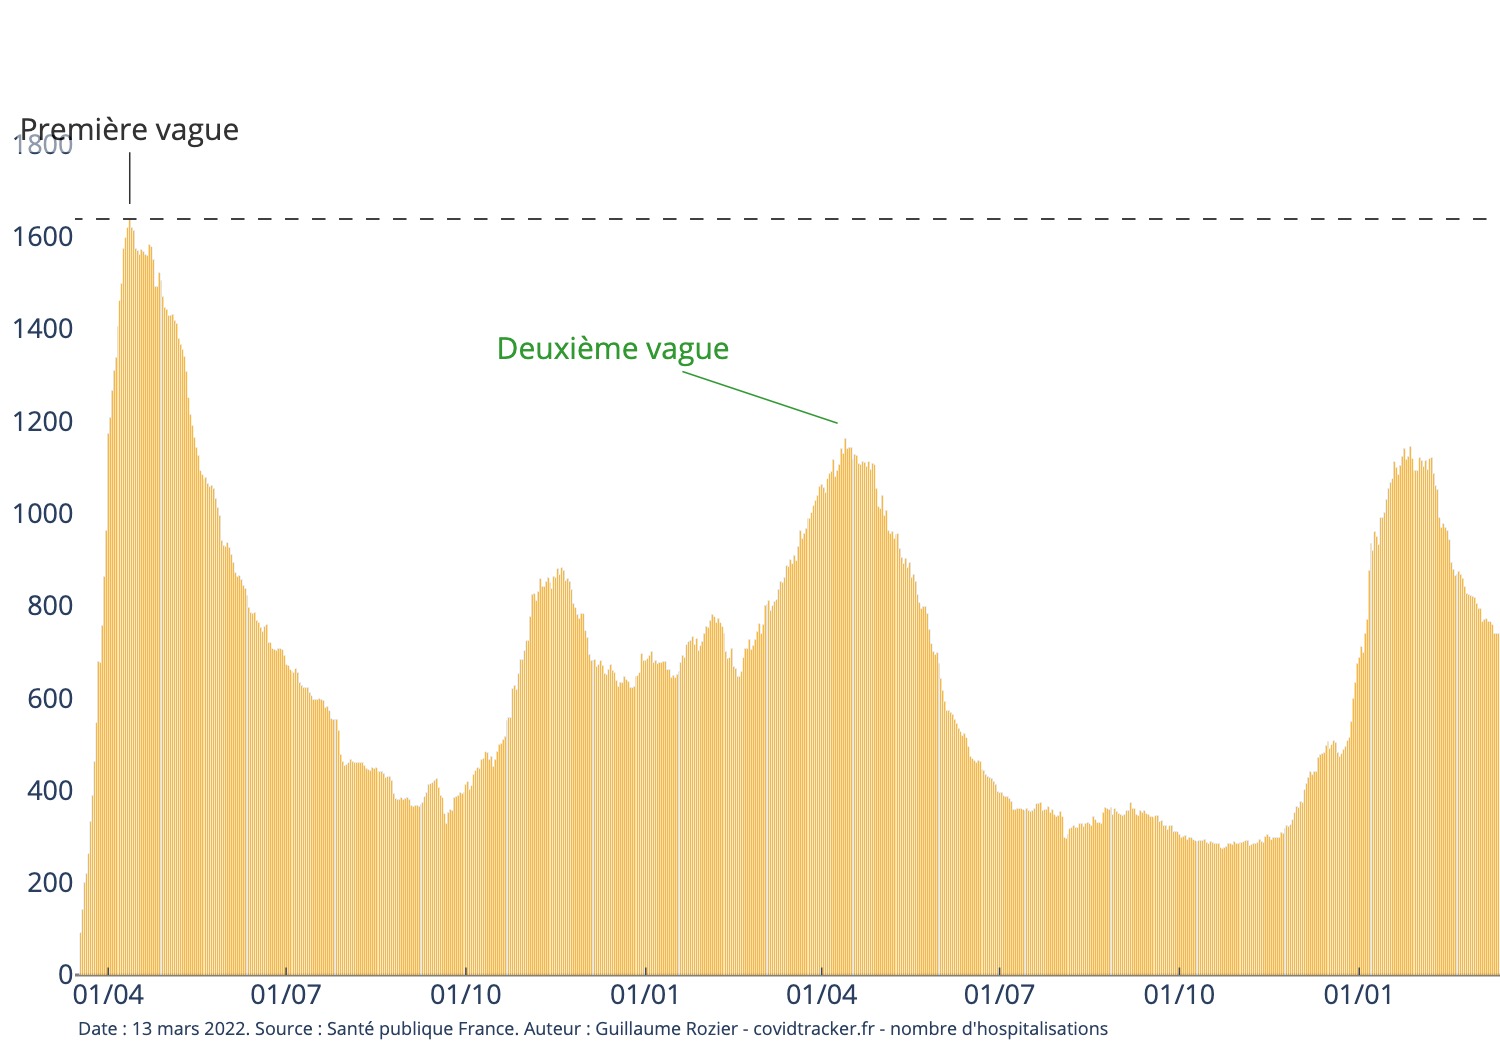 Première vague
1800
1600
1400
Deuxième vague
1200
1000
800
600
400
200
0
01/04 01/07 01/10 01/01 01/04 01/07 01/10 01/01
Date : 13 mars 2022. Source : Santé publique France. Auteur : Guillaume Rozier - covidtracker.fr - nombre d'hospitalisations